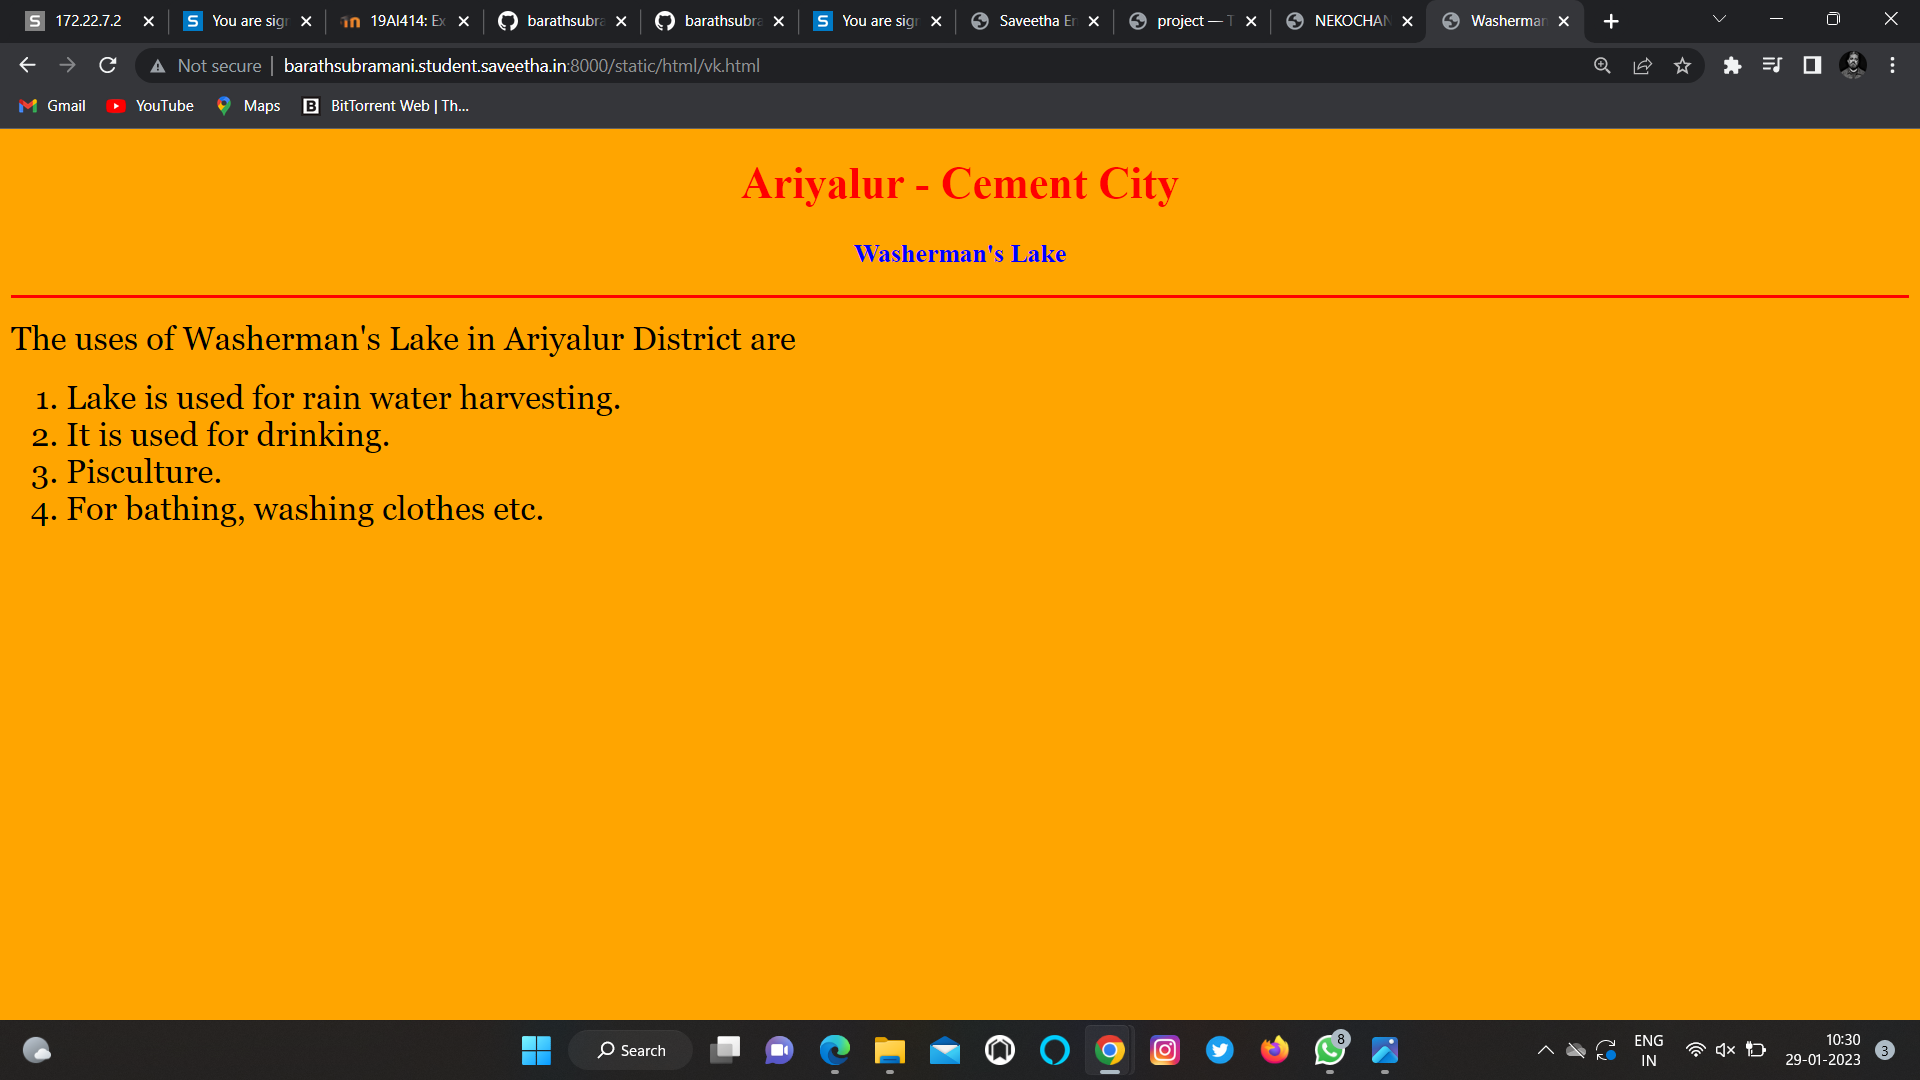 172.22.7.2
You are sign
19AI414: Ex
barathsubra
barathsubra
You are sign
Saveetha En
project — T
NEKOCHAN
Washerman
Not secure
barathsubramani.student.saveetha.in:8000/static/html/vk.html
Gmail
YouTube
Maps
BitTorrent Web | Th...
Ariyalur - Cement City
Washerman's Lake
The uses of Washerman's Lake in Ariyalur District are
1. Lake is used for rain water harvesting.
2. It is used for drinking.
3. Pisculture.
4. For bathing, washing clothes etc.
Search
8
ENG
IN
10:30
29-01-2023
3